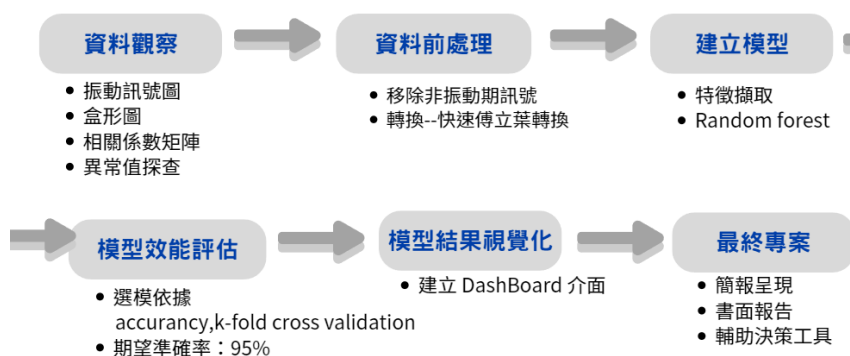 資料觀察
資料前處理
建立模型
振動訊號圖
盒形圖
相關係數矩陣
異常值探查
移除非振動期訊號
轉換--快速傅立葉轉換
特徵擷取
Random forest
模型效能評估
模型結果視覺化
最終專案
選模依據
accurancy,k-fold cross validation
期望準確率：95%
建立 DashBoard 介面
簡報呈現
書面報告
輔助決策工具